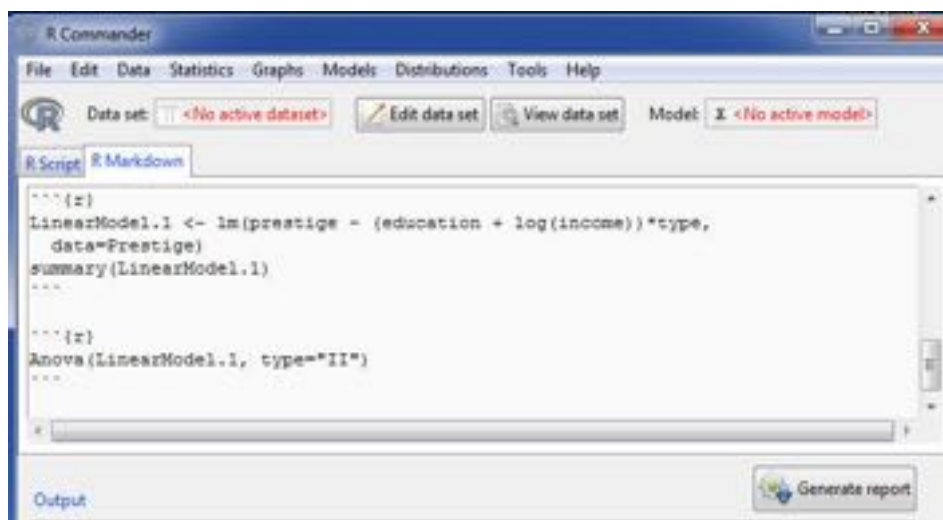 R Commander
File Edit Data Statistics Graphs Models Distributions Tools Help
Data set: <No active dataset> Edit data set View data set Model: Σ <No active model>
R Script R Markdown
```{r}
LinearModel.1 <- lm(prestige ~ (education + log(income))*type,
  data=Prestige)
summary(LinearModel.1)
```
```{r}
Anova(LinearModel.1, type="II")
```
Generate report
Output